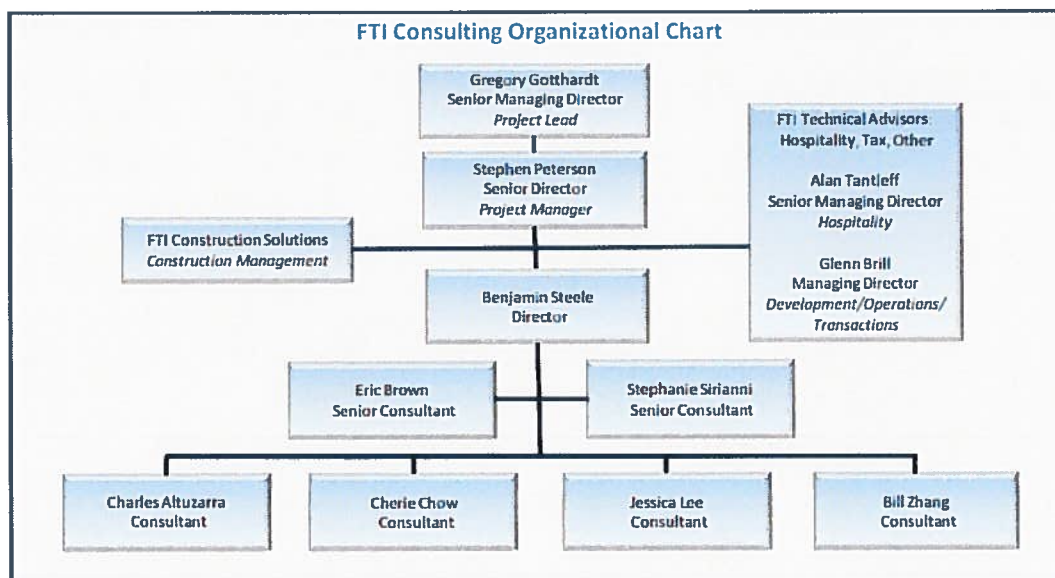 FTI Consulting Organizational Chart
Gregory Gotthardt
Senior Managing Director
Project Lead
Stephen Peterson
Senior Director
Project Manager
FTI Technical Advisors:
Hospitality, Tax, Other
Alan Tantleff
Senior Managing Director
Hospitality
Glenn Brill
Managing Director
Development/Operations/
Transactions
FTI Construction Solutions
Construction Management
Benjamin Steele
Director
Eric Brown
Senior Consultant
Stephanie Sirianni
Senior Consultant
Charles Altuzarra
Consultant
Cherie Chow
Consultant
Jessica Lee
Consultant
Bill Zhang
Consultant